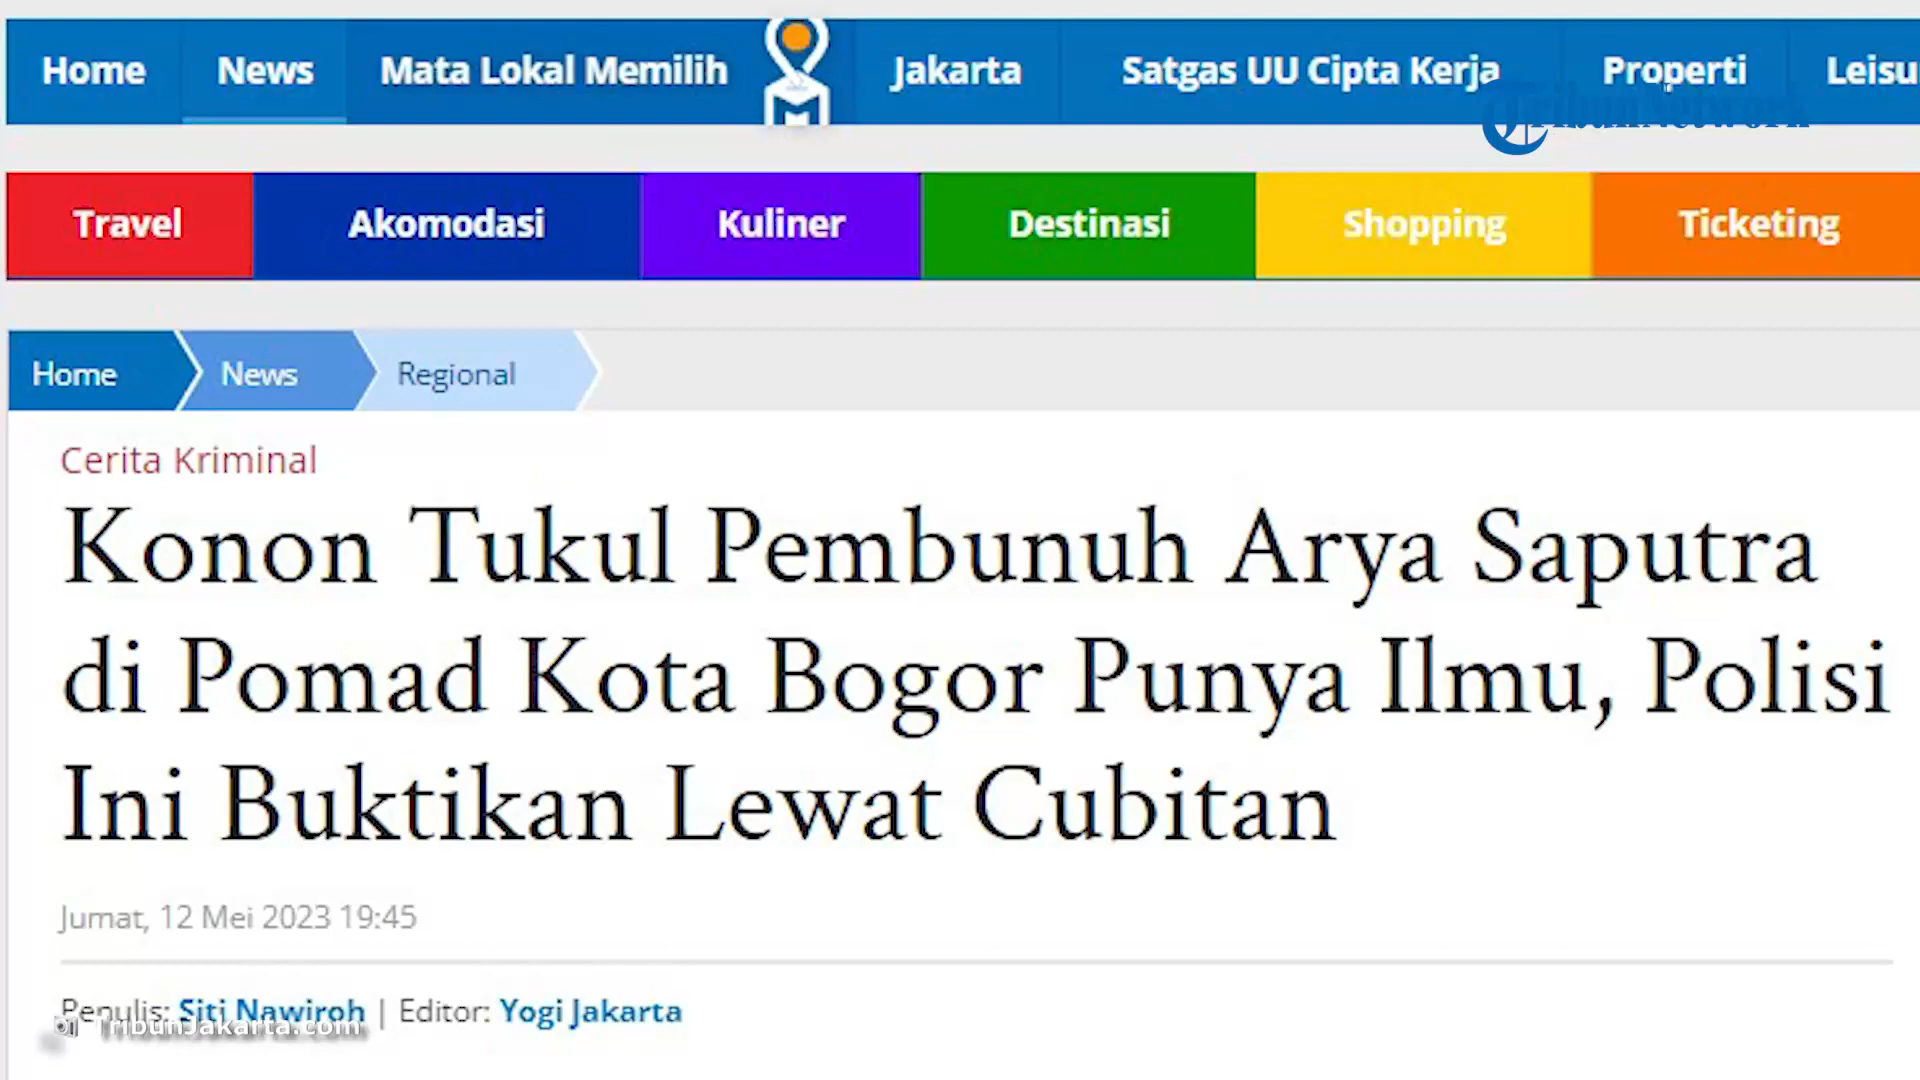 Home News Mata Lokal Memilih Jakarta Satgas UU Cipta Kerja Properti Leisu
TribunNetwork
Travel Akomodasi Kuliner Destinasi Shopping Ticketing
Home News Regional
Cerita Kriminal
Konon Tukul Pembunuh Arya Saputra
di Pomad Kota Bogor Punya Ilmu, Polisi
Ini Buktikan Lewat Cubitan
Jumat, 12 Mei 2023 19:45
Penulis: Siti Nawiroh | Editor: Yogi Jakarta
TribunJakarta.com